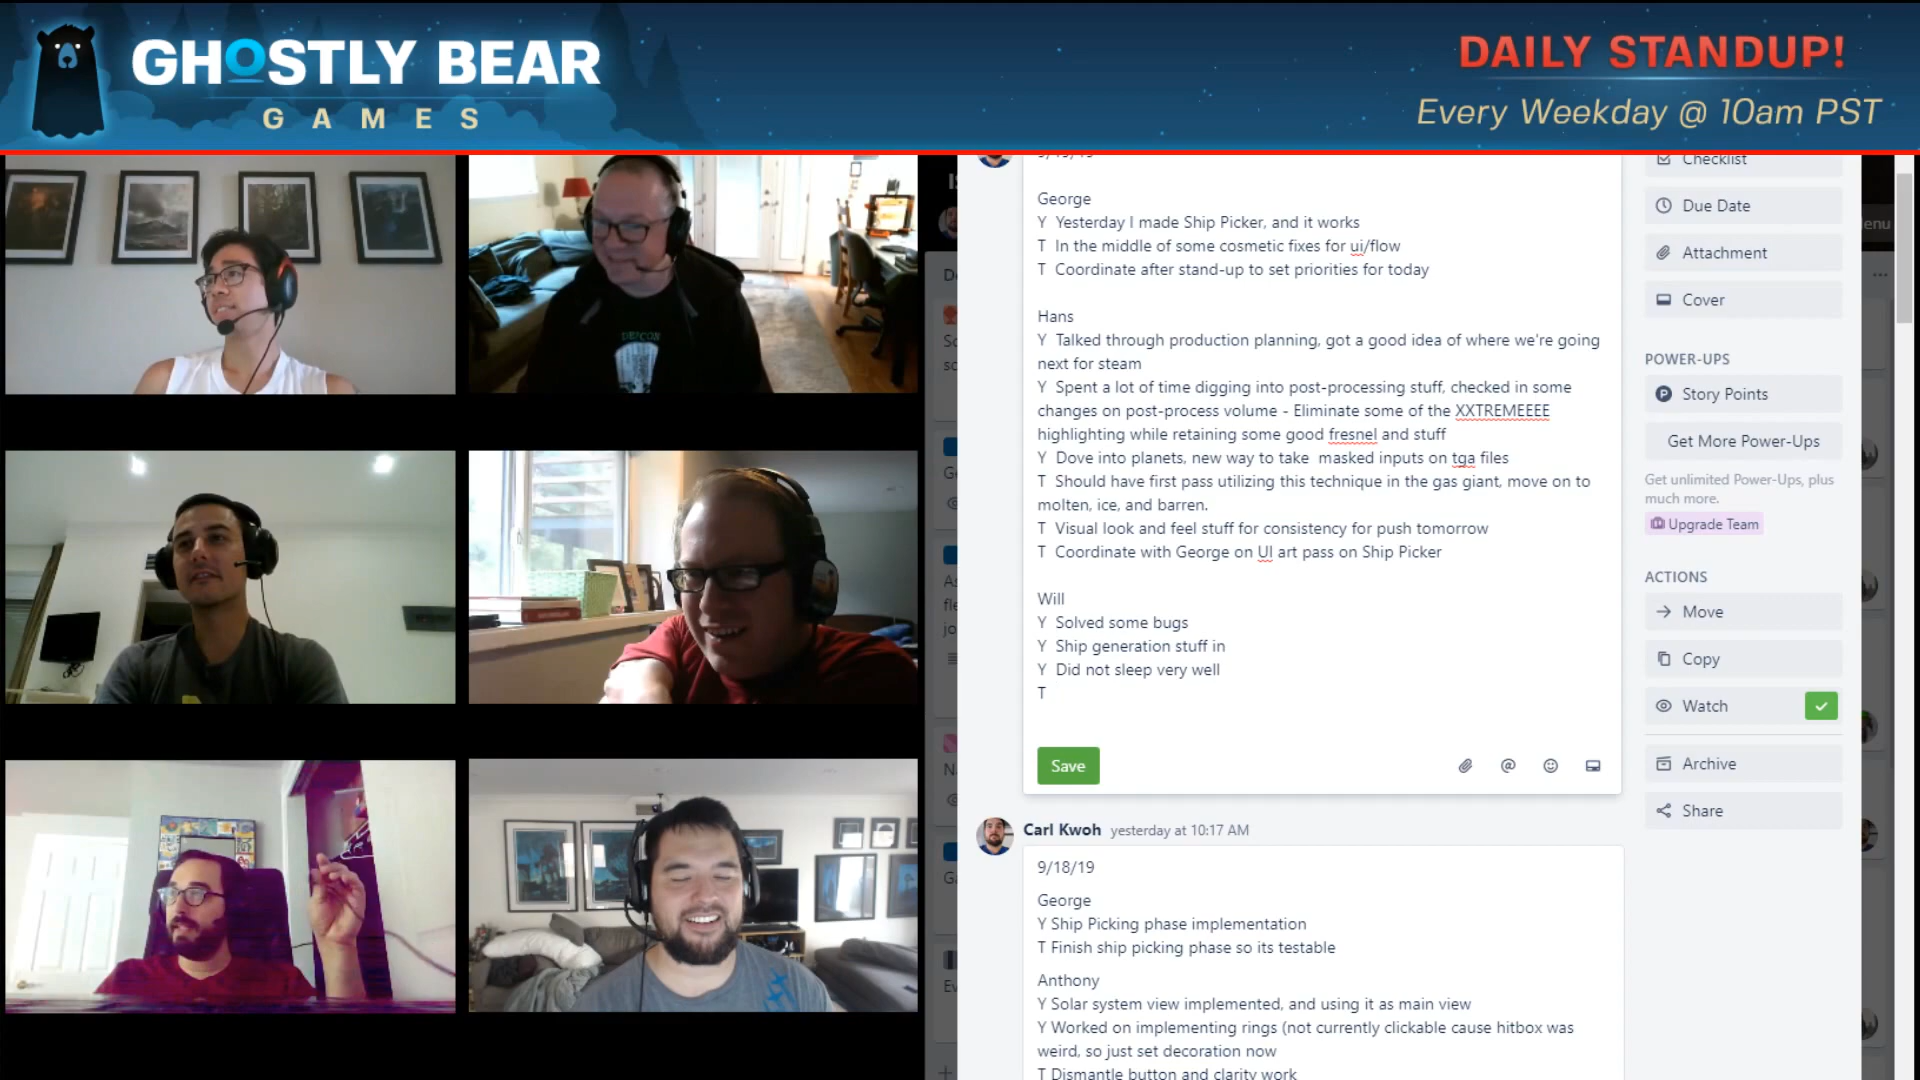 GHOSTLY BEAR
GAMES
DAILY STANDUP!
Every Weekday @ 10am PST
George
Y Yesterday I made Ship Picker, and it works
T In the middle of some cosmetic fixes for ui/flow
T Coordinate after stand-up to set priorities for today
Hans
Y Talked through production planning, got a good idea of where we're going
next for steam
Y Spent a lot of time digging into post-processing stuff, checked in some
changes on post-process volume - Eliminate some of the XXTREMEEEE
highlighting while retaining some good fresnel and stuff
Y Dove into planets, new way to take masked inputs on tga files
T Should have first pass utilizing this technique in the gas giant, move on to
molten, ice, and barren.
T Visual look and feel stuff for consistency for push tomorrow
T Coordinate with George on UI art pass on Ship Picker
Will
Y Solved some bugs
Y Ship generation stuff in
Y Did not sleep very well
T
Save
Carl Kwoh yesterday at 10:17 AM
9/18/19
George
Y Ship Picking phase implementation
T Finish ship picking phase so its testable
Anthony
Y Solar system view implemented, and using it as main view
Y Worked on implementing rings (not currently clickable cause hitbox was
weird, so just set decoration now
T Dismantle button and clarity work
Checklist
Due Date
Attachment
Cover
POWER-UPS
Story Points
Get More Power-Ups
Get unlimited Power-Ups, plus
much more.
Upgrade Team
ACTIONS
Move
Copy
Watch
Archive
Share